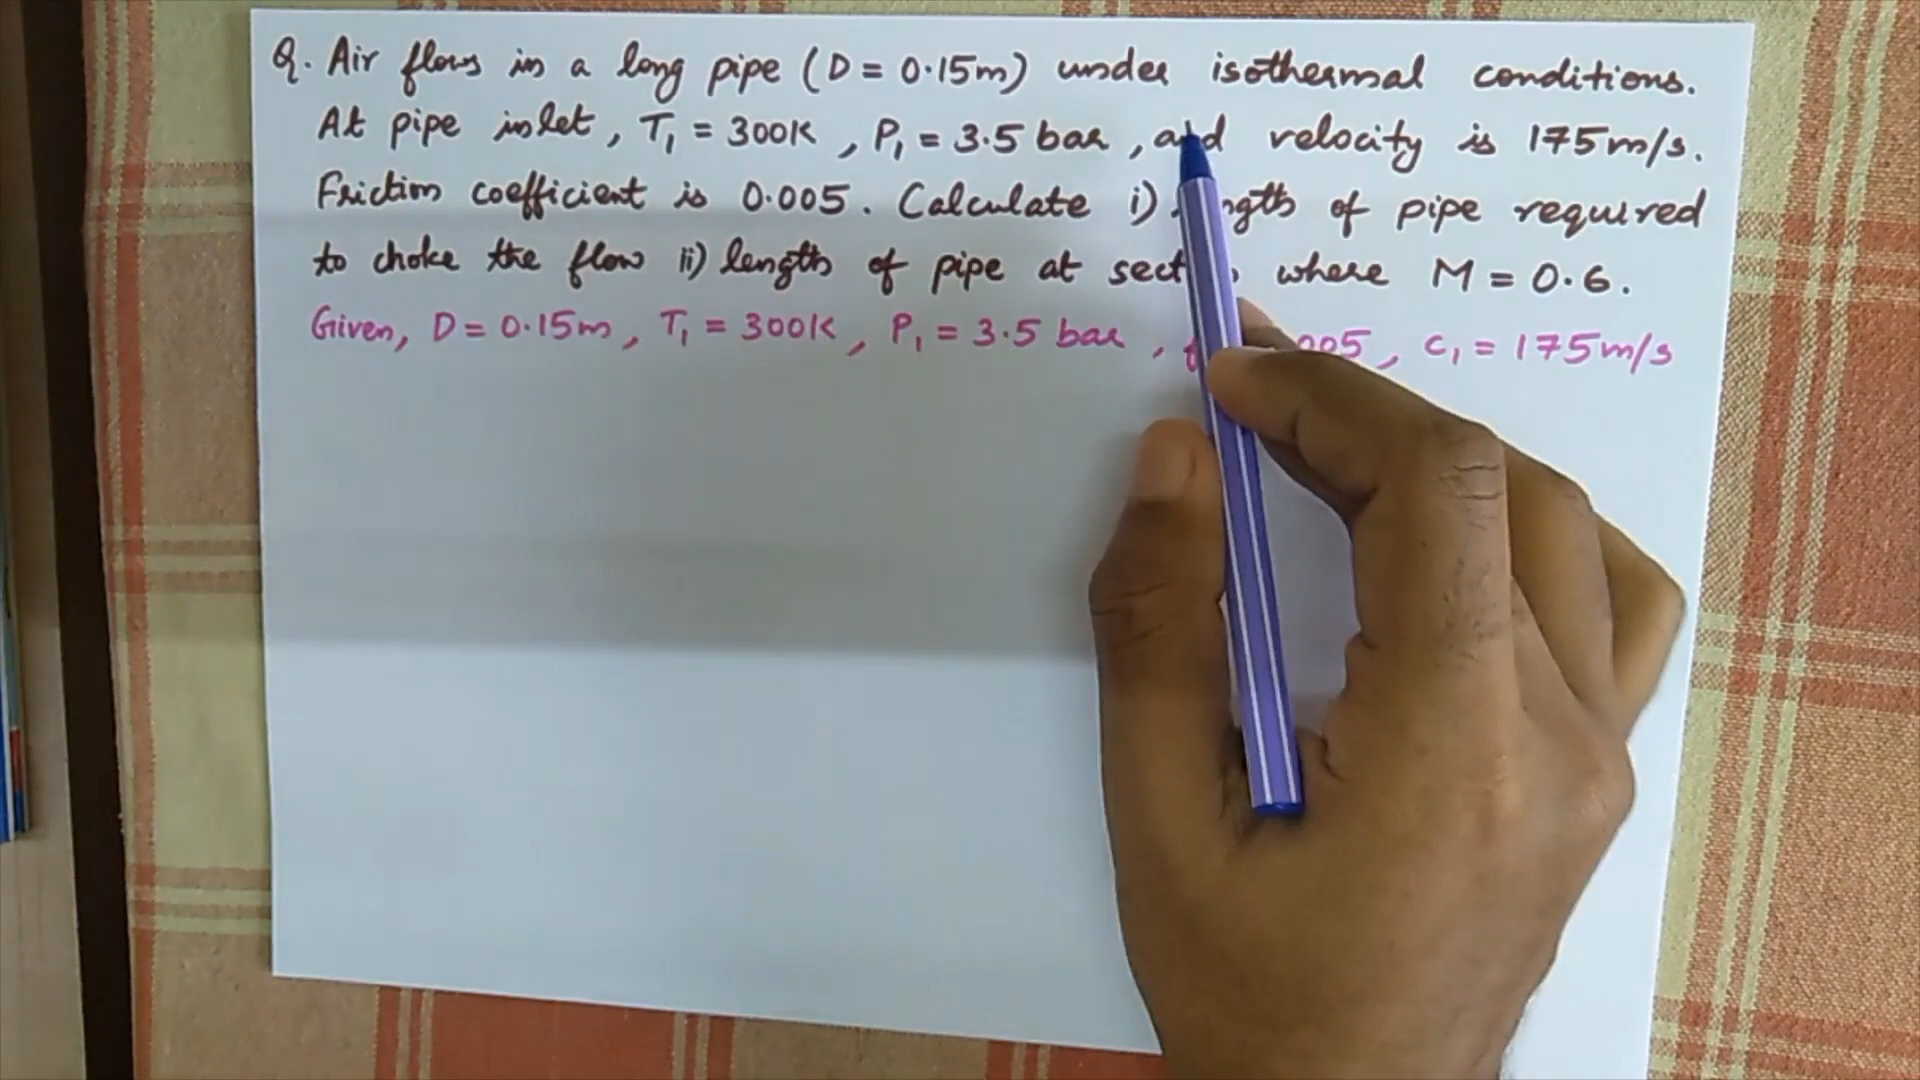 Q. Air flows in a long pipe (D = 0.15m) under isothermal conditions.
At pipe inlet, T₁ = 300K, P₁ = 3.5 bar, and velocity is 175m/s.
Friction coefficient is 0.005. Calculate i) of pipe required
to choke the flow ii) length of pipe at where M = 0.6.
Given, D = 0.15m, T₁ = 300K, P₁ = 3.5 bar, , C₁ = 175m/s